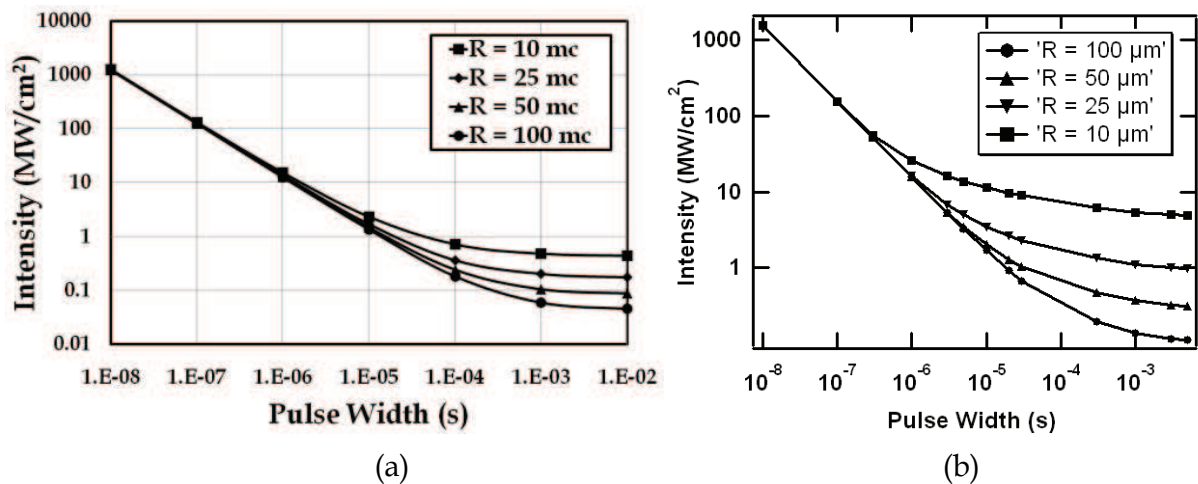 10000
1000
100
10
1
0.1
0.01
Intensity (MW/cm²)
R = 10 mc
R = 25 mc
R = 50 mc
R = 100 mc
1.E-08 1.E-07 1.E-06 1.E-05 1.E-04 1.E-03 1.E-02
Pulse Width (s)
(a)
1000
100
10
1
Intensity (MW/cm²)
'R = 100 µm'
'R = 50 µm'
'R = 25 µm'
'R = 10 µm'
10⁻⁸ 10⁻⁷ 10⁻⁶ 10⁻⁵ 10⁻⁴ 10⁻³
Pulse Width (s)
(b)